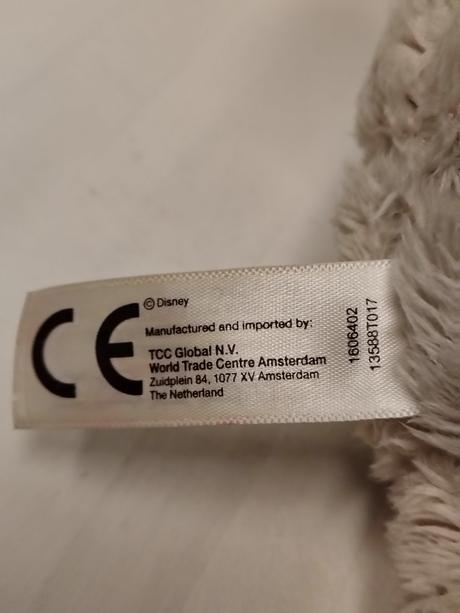 CE
© Disney
Manufactured and imported by:
TCC Global N.V.
World Trade Centre Amsterdam
Zuidplein 84, 1077 XV Amsterdam
The Netherland
1606402
13588T017